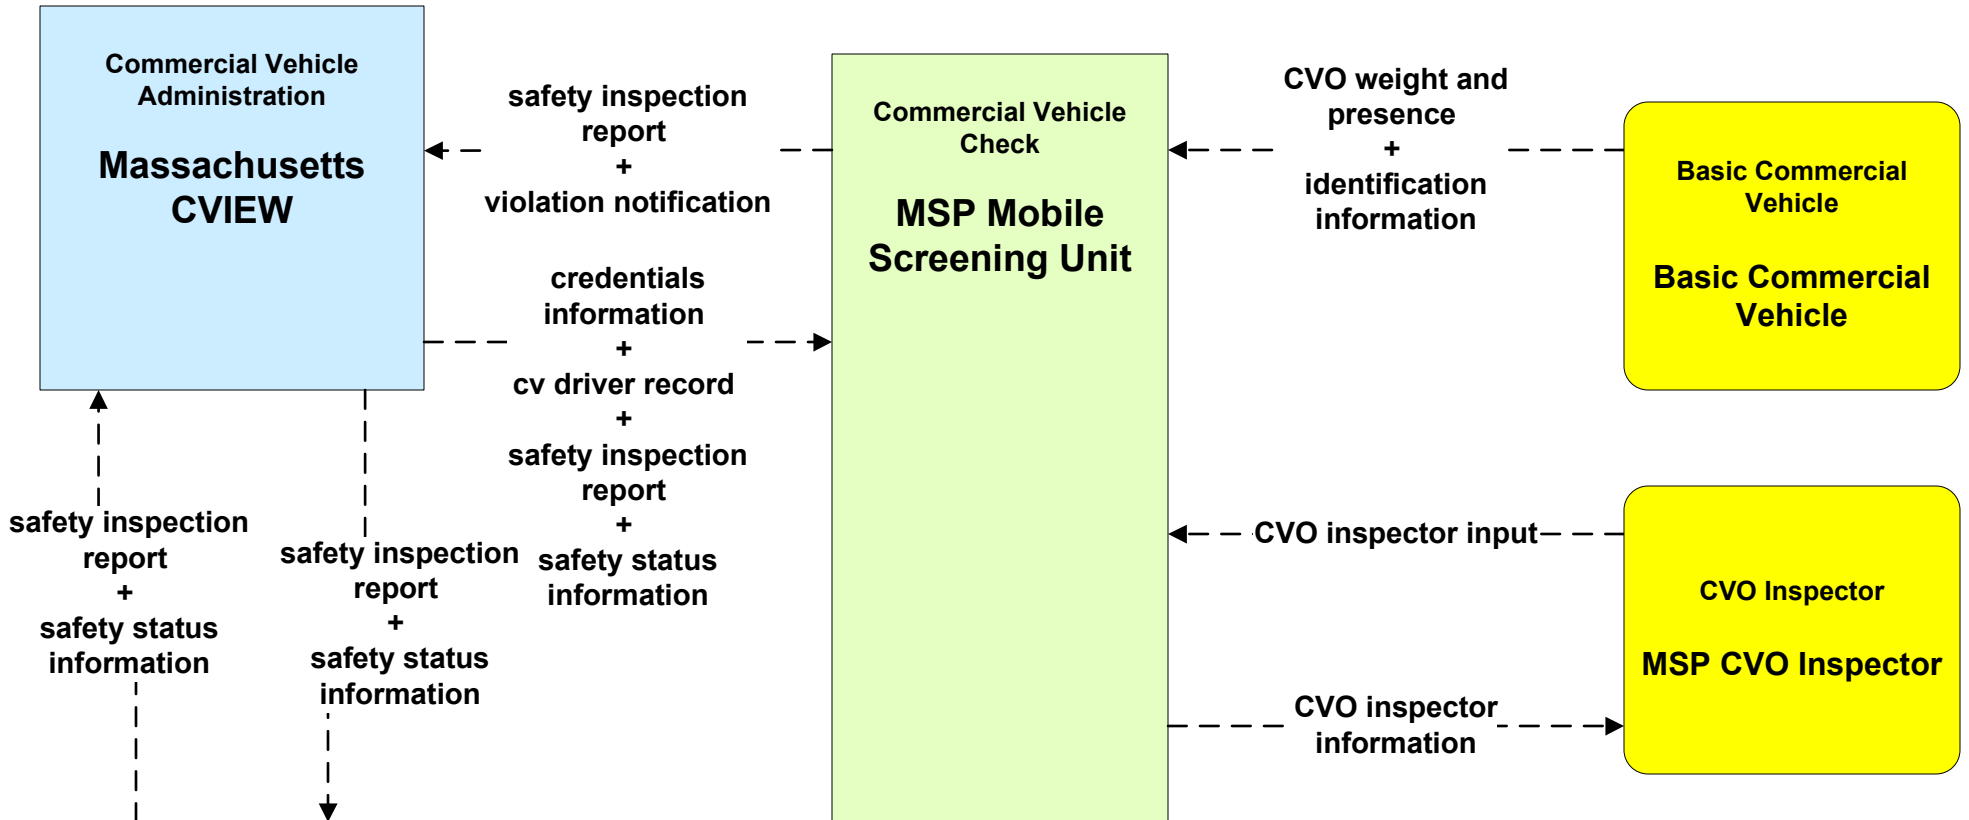 Commercial Vehicle
Administration
Massachusetts
CVIEW
safety inspection
report
+
violation notification
credentials
information
+
cv driver record
+
safety inspection
report
+
safety status
information
safety inspection
report
+
safety status
information
safety inspection
report
+
safety status
information
Commercial Vehicle
Check
MSP Mobile
Screening Unit
CVO weight and
presence
+
identification
information
Basic Commercial
Vehicle
Basic Commercial
Vehicle
CVO inspector input
CVO Inspector
MSP CVO Inspector
CVO inspector
information